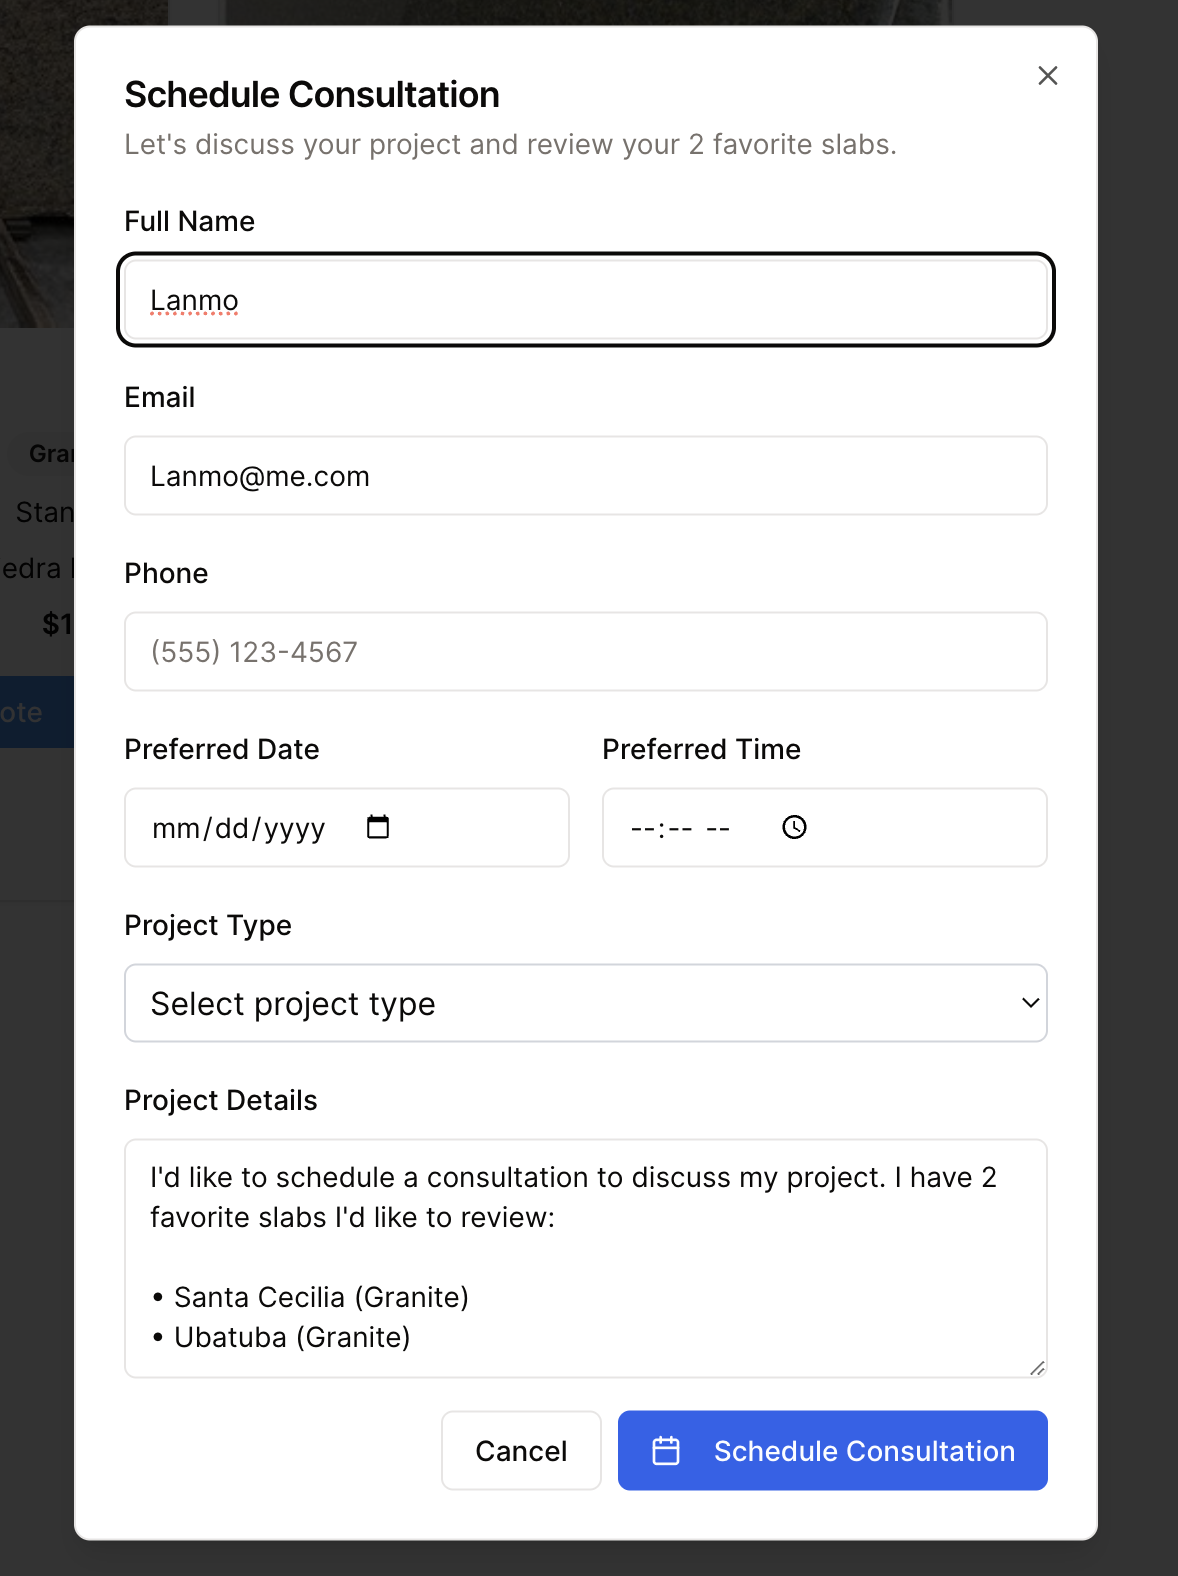 Schedule Consultation
Let's discuss your project and review your 2 favorite slabs.
Full Name
Lanmo
Email
Lanmo@me.com
Phone
(555) 123-4567
Preferred Date
Preferred Time
mm/dd/yyyy
--:-- --
Project Type
Select project type
Project Details
I'd like to schedule a consultation to discuss my project. I have 2
favorite slabs I'd like to review:
• Santa Cecilia (Granite)
• Ubatuba (Granite)
Cancel
Schedule Consultation
edra
$1
ote